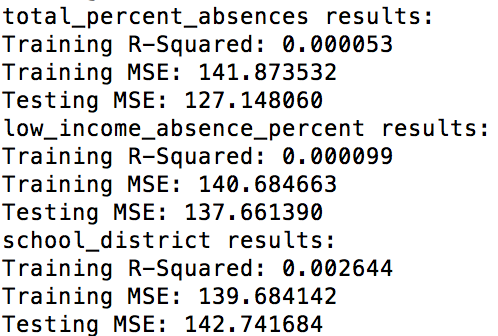 total_percent_absences results:
Training R-Squared: 0.000053
Training MSE: 141.873532
Testing MSE: 127.148060
low_income_absence_percent results:
Training R-Squared: 0.000099
Training MSE: 140.684663
Testing MSE: 137.661390
school_district results:
Training R-Squared: 0.002644
Training MSE: 139.684142
Testing MSE: 142.741684